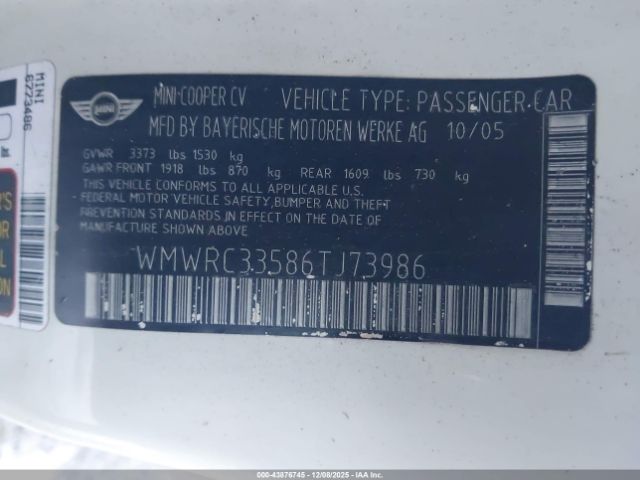 MINI
6773486
MINI
MINI-COOPER CV VEHICLE TYPE: PASSENGER CAR
MFD BY BAYERISCHE MOTOREN WERKE AG 10/05
GVWR 3373 lbs 1530 kg
GAWR FRONT 1918 lbs 870 kg REAR 1609 lbs 730 kg
THIS VEHICLE CONFORMS TO ALL APPLICABLE U.S.
FEDERAL MOTOR VEHICLE SAFETY,BUMPER AND THEFT
PREVENTION STANDARDS IN EFFECT ON THE DATE OF
MANUFACTURE SHOWN ABOVE
WMWRC33586TJ73986
000-43876745 - 12/08/2025 - IAA Inc.